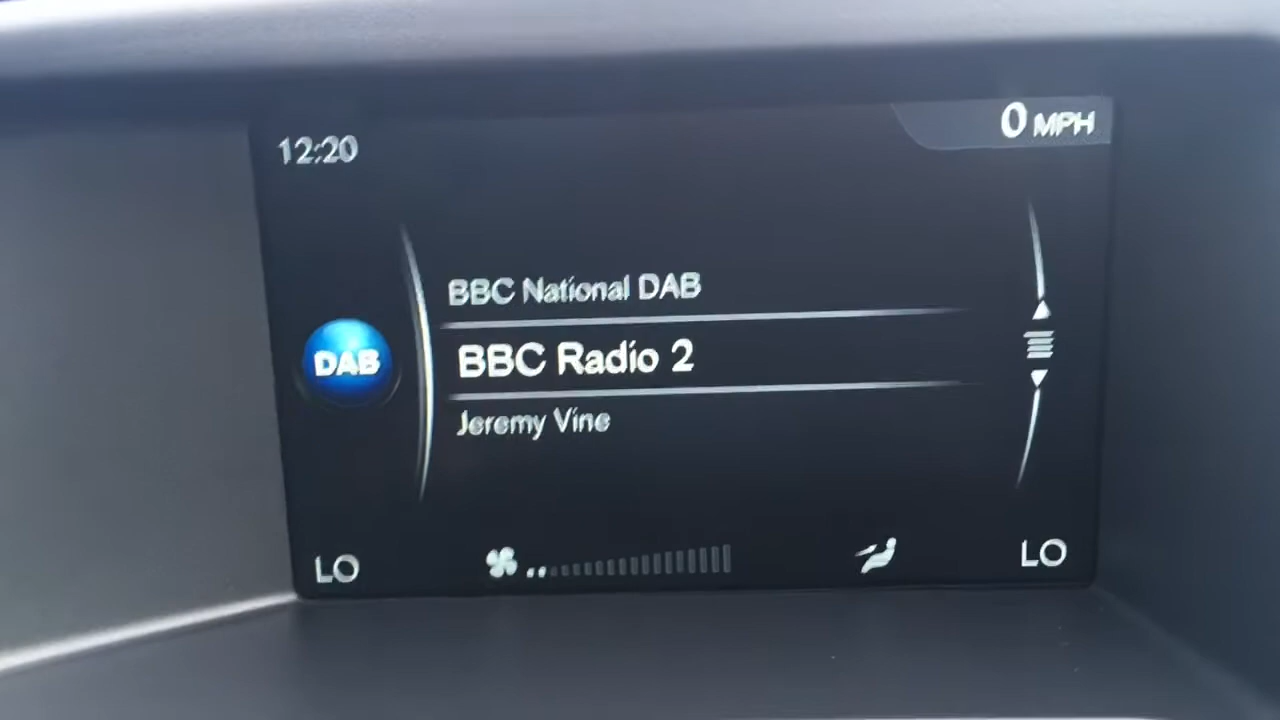 12:20
0 MPH
BBC National DAB
DAB
BBC Radio 2
Jeremy Vine
LO
LO